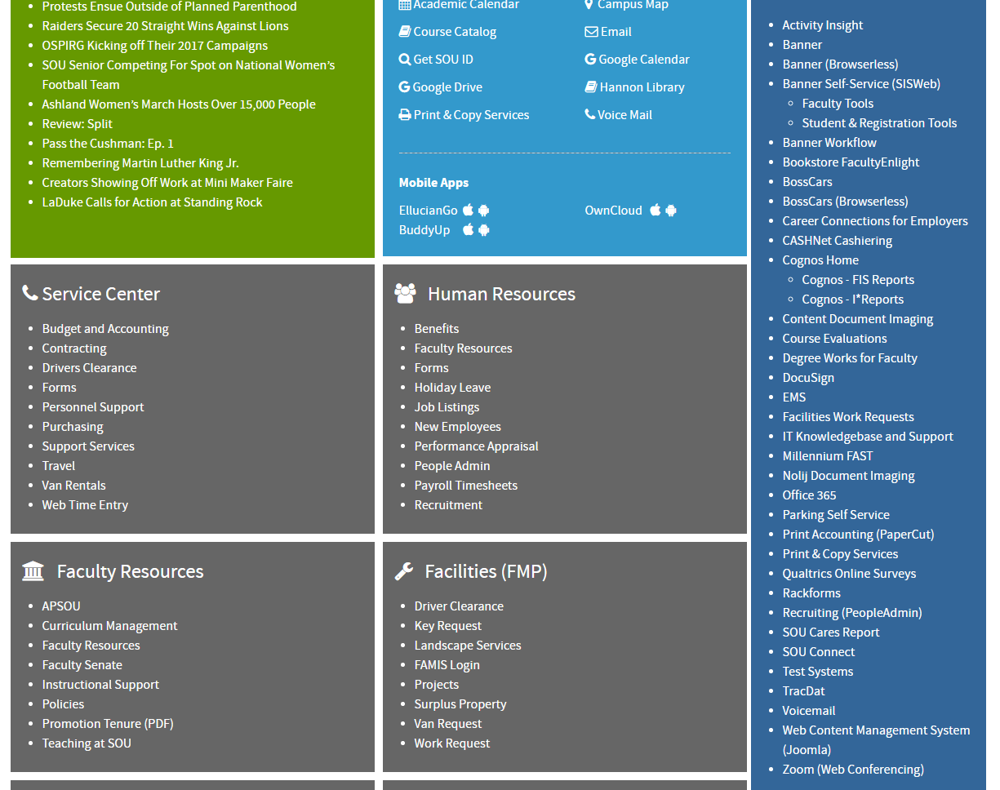 Protests Ensue Outside of Planned Parenthood
Raiders Secure 20 Straight Wins Against Lions
OSPIRG Kicking off Their 2017 Campaigns
SOU Senior Competing For Spot on National Women’s
Football Team
Ashland Women’s March Hosts Over 15,000 People
Review: Split
Pass the Cushman: Ep. 1
Remembering Martin Luther King Jr.
Creators Showing Off Work at Mini Maker Faire
LaDuke Calls for Action at Standing Rock
Academic Calendar
Campus Map
Course Catalog
Email
Get SOU ID
Google Calendar
Google Drive
Hannon Library
Print & Copy Services
Voice Mail
Mobile Apps
EllucianGo
OwnCloud
BuddyUp
Service Center
Budget and Accounting
Contracting
Drivers Clearance
Forms
Personnel Support
Purchasing
Support Services
Travel
Van Rentals
Web Time Entry
Human Resources
Benefits
Faculty Resources
Forms
Holiday Leave
Job Listings
New Employees
Performance Appraisal
People Admin
Payroll Timesheets
Recruitment
Faculty Resources
APSOU
Curriculum Management
Faculty Resources
Faculty Senate
Instructional Support
Policies
Promotion Tenure (PDF)
Teaching at SOU
Facilities (FMP)
Driver Clearance
Key Request
Landscape Services
FAMIS Login
Projects
Surplus Property
Van Request
Work Request
Activity Insight
Banner
Banner (Browserless)
Banner Self-Service (SISWeb)
Faculty Tools
Student & Registration Tools
Banner Workflow
Bookstore FacultyEnlight
BossCars
BossCars (Browserless)
Career Connections for Employers
CASHNet Cashiering
Cognos Home
Cognos - FIS Reports
Cognos - I*Reports
Content Document Imaging
Course Evaluations
Degree Works for Faculty
DocuSign
EMS
Facilities Work Requests
IT Knowledgebase and Support
Millennium FAST
Nolij Document Imaging
Office 365
Parking Self Service
Print Accounting (PaperCut)
Print & Copy Services
Qualtrics Online Surveys
Rackforms
Recruiting (PeopleAdmin)
SOU Cares Report
SOU Connect
Test Systems
TracDat
Voicemail
Web Content Management System
(Joomla)
Zoom (Web Conferencing)